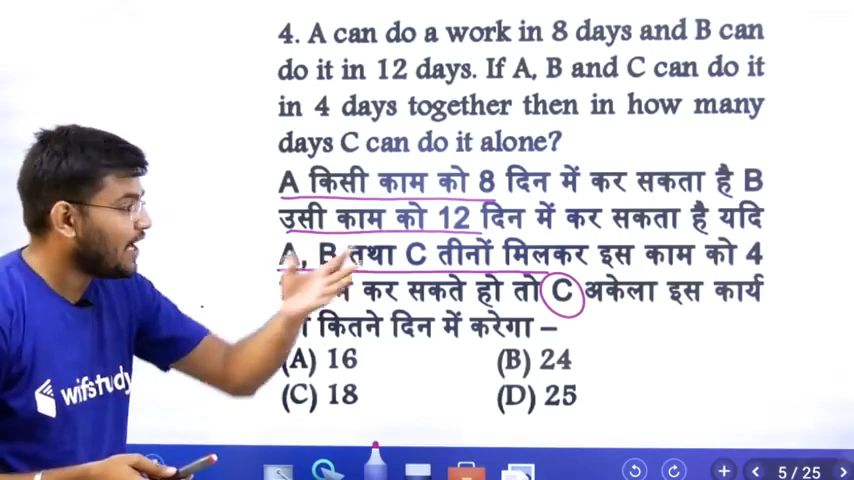 4. A can do a work in 8 days and B can
do it in 12 days. If A, B and C can do it
in 4 days together then in how many
days C can do it alone?
A किसी काम को 8 दिन में कर सकता है B
उसी काम को 12 दिन में कर सकता है यदि
A, B तथा C तीनों मिलकर इस काम को 4
कर सकते हो तो C अकेला इस कार्य
कितने दिन में करेगा –
(A) 16 (B) 24
(C) 18 (D) 25
wifistudy
5 / 25